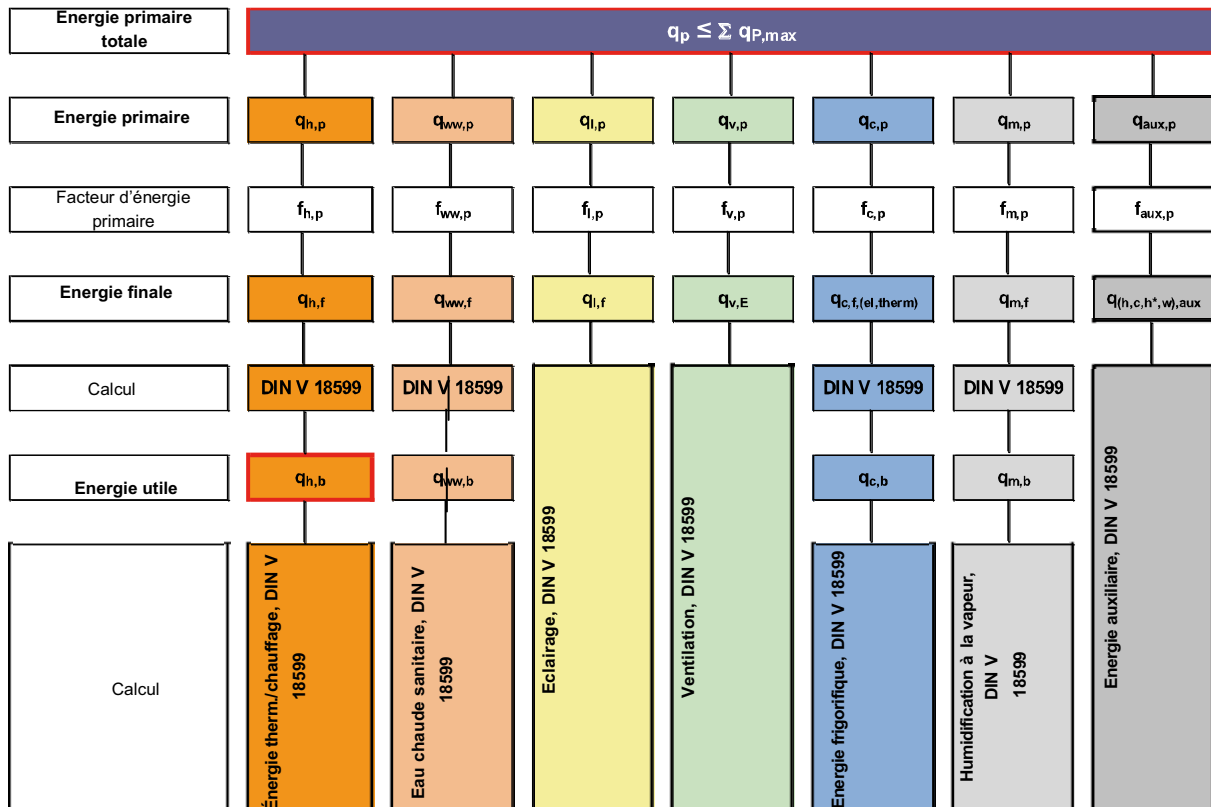 Energie primaire
totale
qp ≤ Σ qP,max
Energie primaire
qh,p
qww,p
ql,p
qv,p
qc,p
qm,p
qaux,p
Facteur d'énergie
primaire
fh,p
fww,p
fl,p
fv,p
fc,p
fm,p
faux,p
Energie finale
qh,f
qww,f
ql,f
qv,E
qc,f,(el,therm)
qm,f
q(h,c,h*,w),aux
Calcul
DIN V 18599
DIN V 18599
DIN V 18599
DIN V 18599
Energie utile
qh,b
qww,b
qc,b
qm,b
Calcul
Énergie therm./chauffage, DIN V
18599
Eau chaude sanitaire, DIN V
18599
Eclairage, DIN V 18599
Ventilation, DIN V 18599
Energie frigorifique, DIN V 18599
Humidification à la vapeur,
DIN V
18599
Energie auxiliaire, DIN V 18599